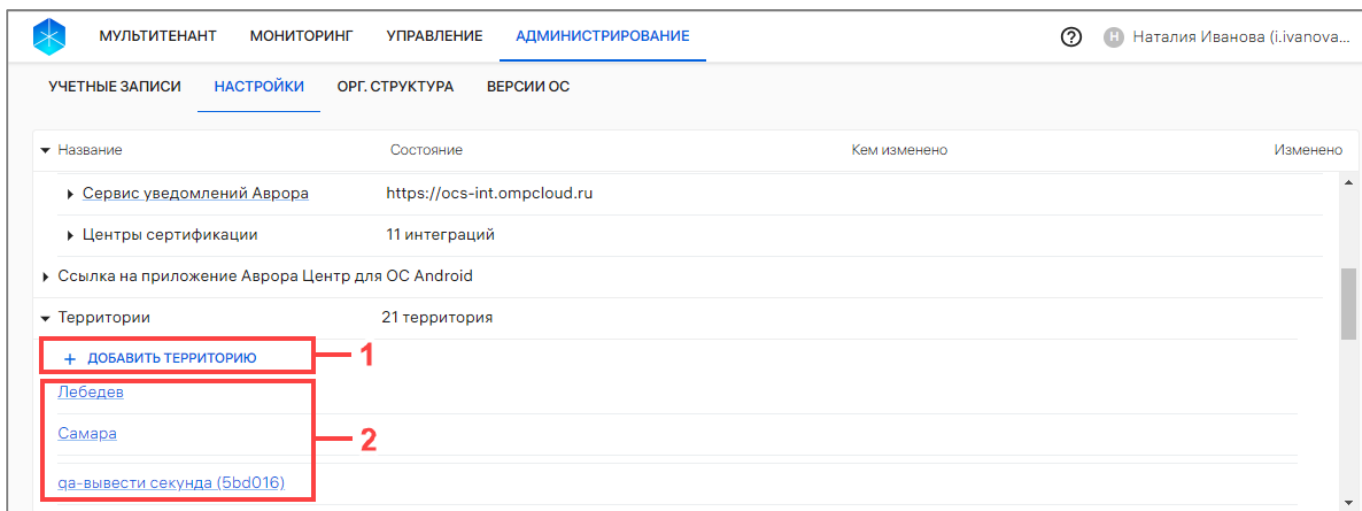 МУЛЬТИТЕНАНТ МОНИТОРИНГ УПРАВЛЕНИЕ АДМИНИСТРИРОВАНИЕ ? Н Наталия Иванова (i.ivanova...
УЧЕТНЫЕ ЗАПИСИ НАСТРОЙКИ ОРГ. СТРУКТУРА ВЕРСИИ ОС
Название Состояние Кем изменено Изменено
Сервис уведомлений Аврора https://ocs-int.ompcloud.ru
Центры сертификации 11 интеграций
Ссылка на приложение Аврора Центр для ОС Android
Территории 21 территория
+ ДОБАВИТЬ ТЕРРИТОРИЮ 1
Лебедев
Самара 2
qa-вывести секунда (5bd016)